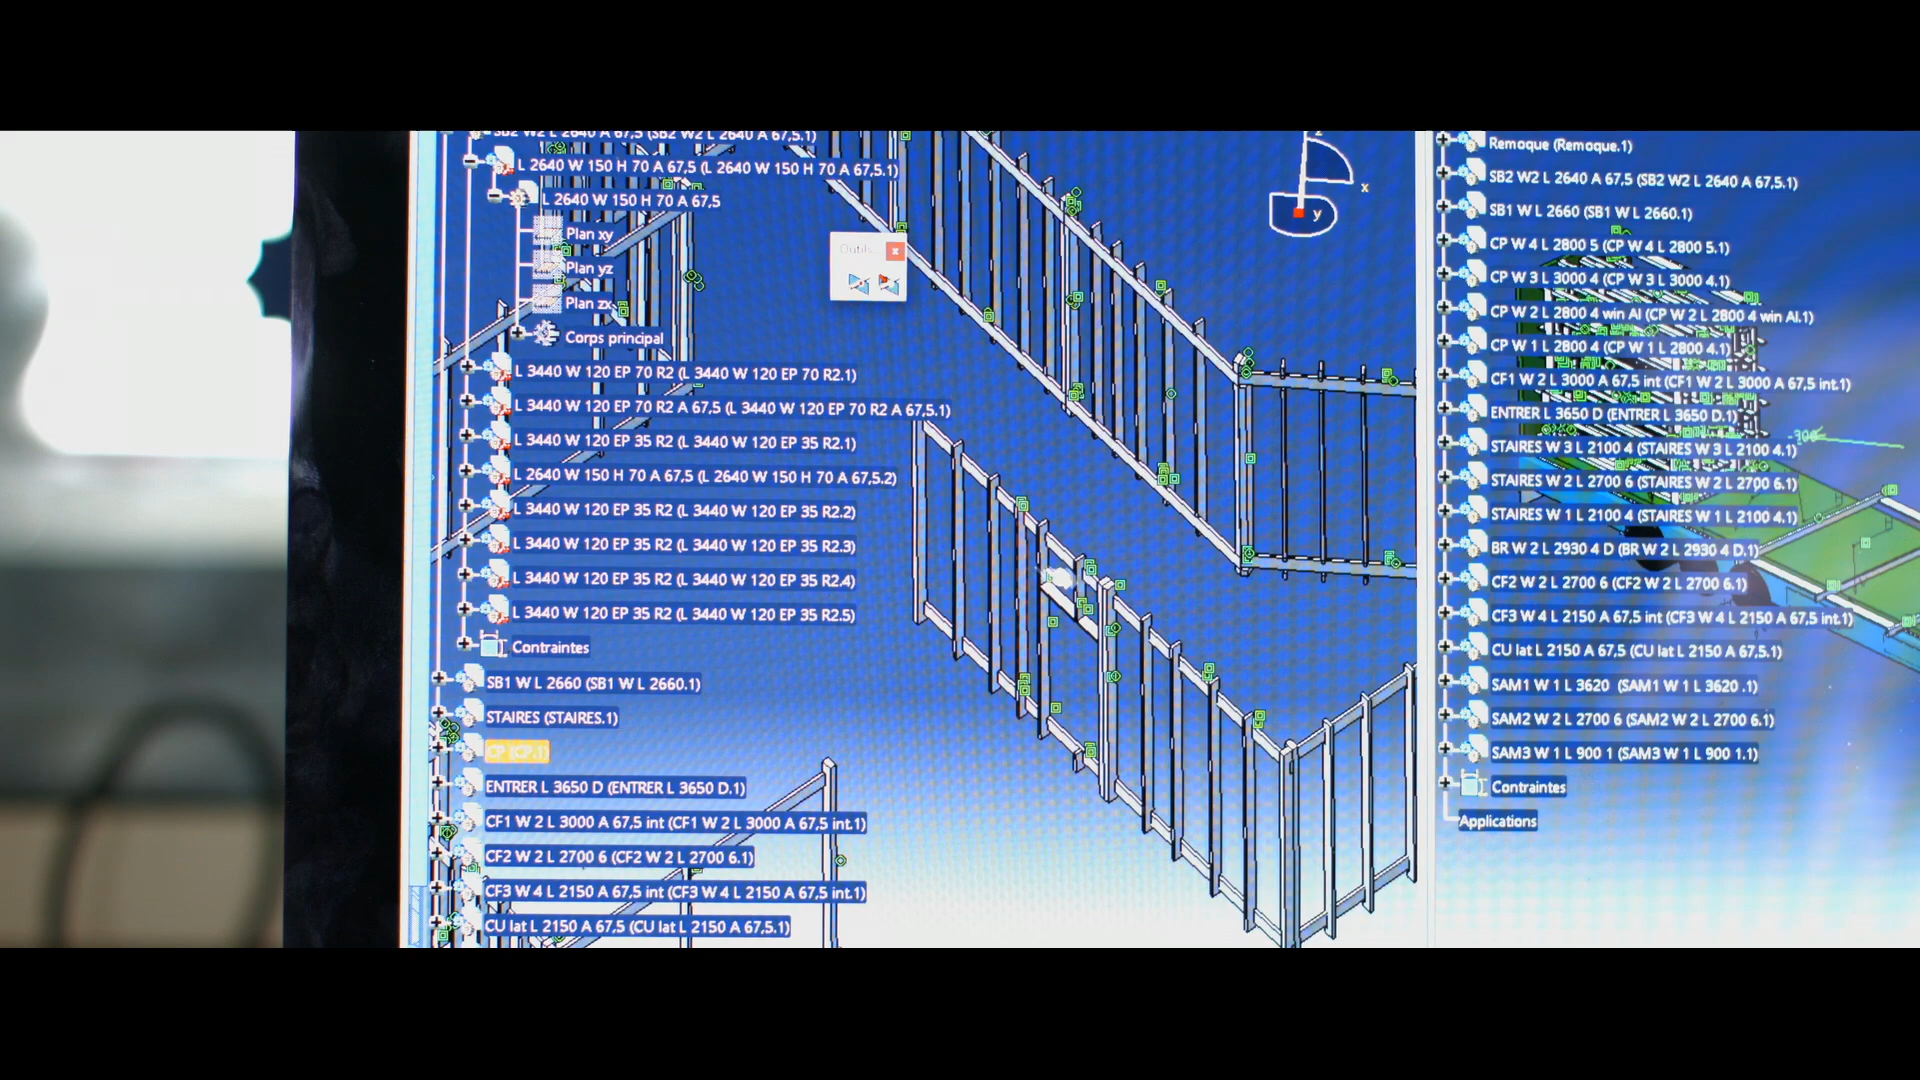 SB2 W2 L 2640 A 67,5 (SB2 W2 L 2640 A 67,5.1)
L 2640 W 150 H 70 A 67,5 (L 2640 W 150 H 70 A 67,5.1)
L 2640 W 150 H 70 A 67,5
Plan xy
Plan yz
Plan zx
Corps principal
L 3440 W 120 EP 70 R2 (L 3440 W 120 EP 70 R2.1)
L 3440 W 120 EP 70 R2 A 67,5 (L 3440 W 120 EP 70 R2 A 67,5.1)
L 3440 W 120 EP 35 R2 (L 3440 W 120 EP 35 R2.1)
L 2640 W 150 H 70 A 67,5 (L 2640 W 150 H 70 A 67,5.2)
L 3440 W 120 EP 35 R2 (L 3440 W 120 EP 35 R2.2)
L 3440 W 120 EP 35 R2 (L 3440 W 120 EP 35 R2.3)
L 3440 W 120 EP 35 R2 (L 3440 W 120 EP 35 R2.4)
L 3440 W 120 EP 35 R2 (L 3440 W 120 EP 35 R2.5)
Contraintes
SB1 W L 2660 (SB1 W L 2660.1)
STAIRES (STAIRES.1)
CP (CP.1)
ENTRER L 3650 D (ENTRER L 3650 D.1)
CF1 W 2 L 3000 A 67,5 int (CF1 W 2 L 3000 A 67,5 int.1)
CF2 W 2 L 2700 6 (CF2 W 2 L 2700 6.1)
CF3 W 4 L 2150 A 67,5 int (CF3 W 4 L 2150 A 67,5 int.1)
CU lat L 2150 A 67,5 (CU lat L 2150 A 67,5.1)
Outils...
z
x
y
Remoque (Remoque.1)
SB2 W2 L 2640 A 67,5 (SB2 W2 L 2640 A 67,5.1)
SB1 W L 2660 (SB1 W L 2660.1)
CP W 4 L 2800 5 (CP W 4 L 2800 5.1)
CP W 3 L 3000 4 (CP W 3 L 3000 4.1)
CP W 2 L 2800 4 win Al (CP W 2 L 2800 4 win Al.1)
CP W 1 L 2800 4 (CP W 1 L 2800 4.1)
CF1 W 2 L 3000 A 67,5 int (CF1 W 2 L 3000 A 67,5 int.1)
ENTRER L 3650 D (ENTRER L 3650 D.1)
STAIRES W 3 L 2100 4 (STAIRES W 3 L 2100 4.1)
STAIRES W 2 L 2700 6 (STAIRES W 2 L 2700 6.1)
STAIRES W 1 L 2100 4 (STAIRES W 1 L 2100 4.1)
BR W 2 L 2930 4 D (BR W 2 L 2930 4 D.1)
CF2 W 2 L 2700 6 (CF2 W 2 L 2700 6.1)
CF3 W 4 L 2150 A 67,5 int (CF3 W 4 L 2150 A 67,5 int.1)
CU lat L 2150 A 67,5 (CU lat L 2150 A 67,5.1)
SAM1 W 1 L 3620 (SAM1 W 1 L 3620 .1)
SAM2 W 2 L 2700 6 (SAM2 W 2 L 2700 6.1)
SAM3 W 1 L 900 1 (SAM3 W 1 L 900 1.1)
Contraintes
Applications
-300